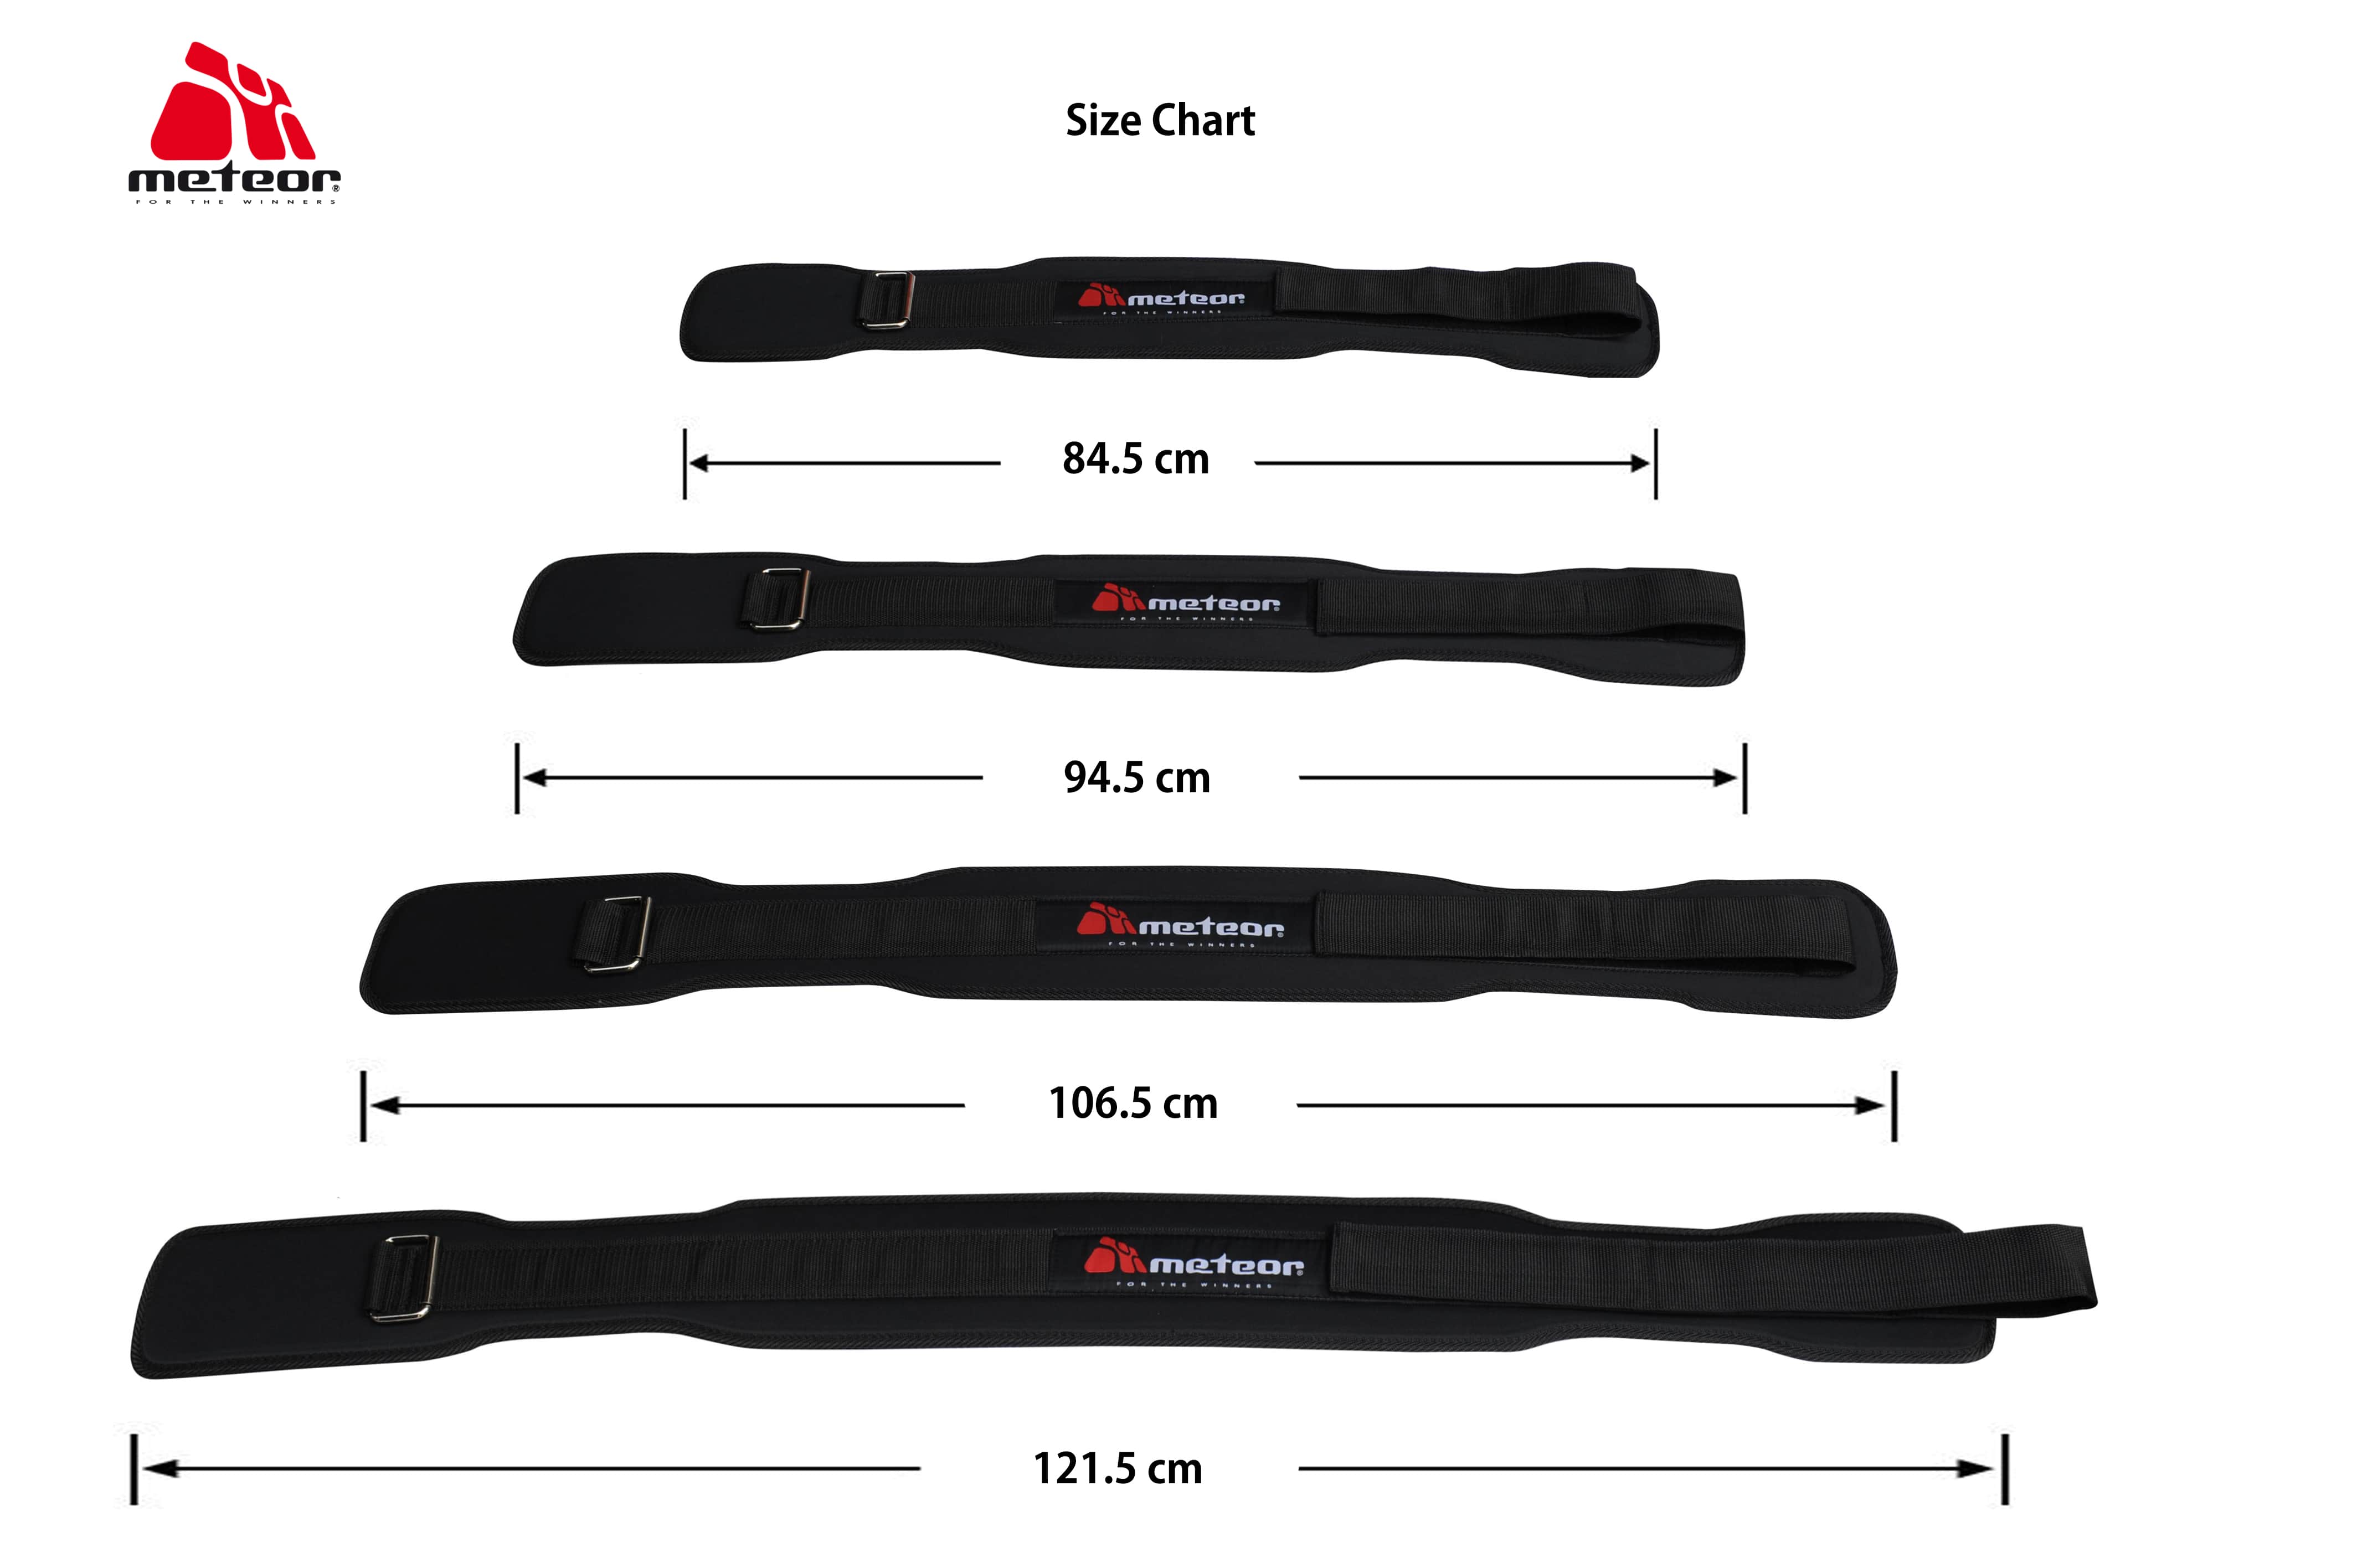 meteor®
FOR THE WINNERS
Size Chart
meteor®
FOR THE WINNERS
84.5 cm
meteor®
FOR THE WINNERS
94.5 cm
meteor®
FOR THE WINNERS
106.5 cm
meteor®
FOR THE WINNERS
121.5 cm